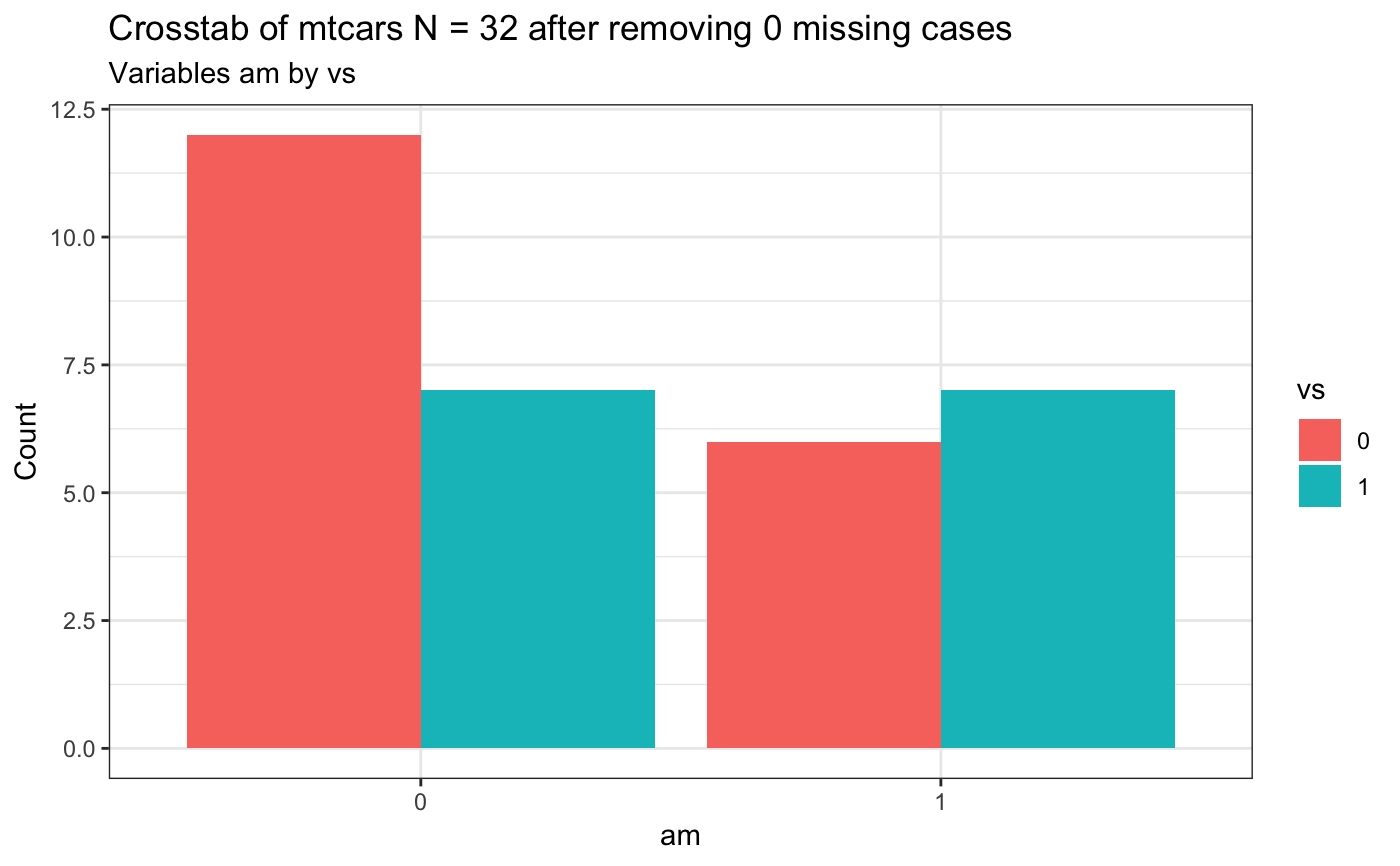 Crosstab of mtcars N = 32 after removing 0 missing cases
Variables am by vs
12.5
10.0
7.5
5.0
2.5
0.0
Count
0
1
am
vs
0
1